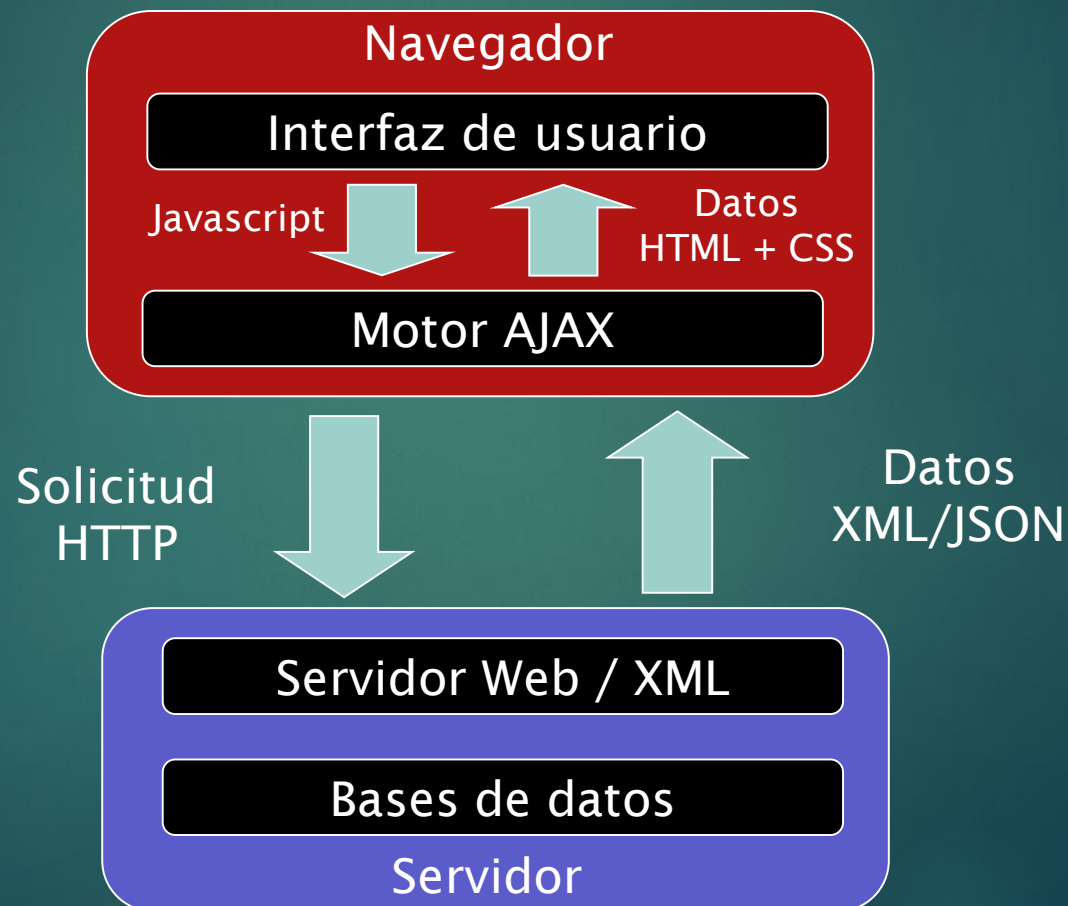 Navegador
Interfaz de usuario
Javascript
Datos
HTML + CSS
Motor AJAX
Solicitud
HTTP
Datos
XML/JSON
Servidor Web / XML
Bases de datos
Servidor